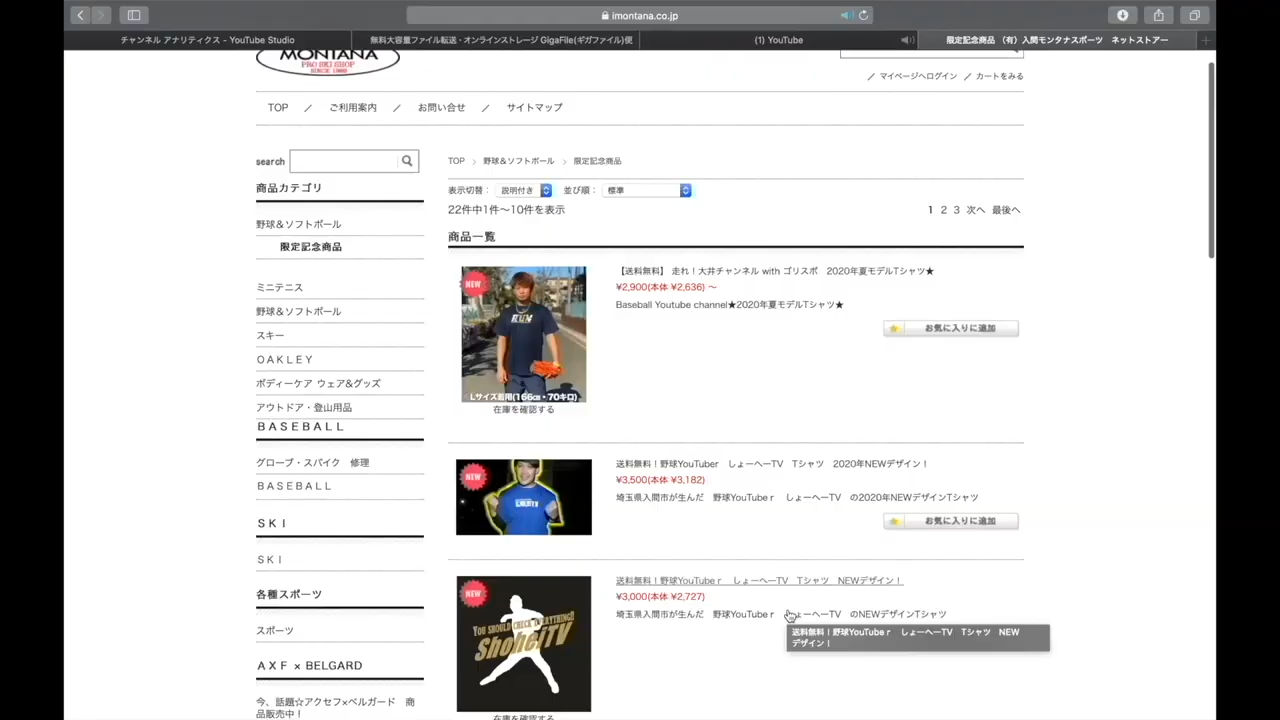 imontana.co.jp
チャンネル アナリティクス - YouTube Studio
無料大容量ファイル転送・オンラインストレージ GigaFile(ギガファイル)便
(1) YouTube
限定記念商品 （有）入間モンタナスポーツ　ネットストアー
MONTANA
PRO SKI SHOP
／ マイページへログイン ／ カートをみる
TOP ／ ご利用案内 ／ お問い合せ ／ サイトマップ
search
商品カテゴリ
野球＆ソフトボール
限定記念商品
ミニテニス
野球＆ソフトボール
スキー
ＯＡＫＬＥＹ
ボディーケア ウェア&グッズ
アウトドア・登山用品
ＢＡＳＥＢＡＬＬ
グローブ・スパイク　修理
ＢＡＳＥＢＡＬＬ
ＳＫＩ
ＳＫＩ
各種スポーツ
スポーツ
ＡＸＦ × BELGARD
今、話題☆アクセフ×ベルガード　商
品販売中！
TOP > 野球＆ソフトボール > 限定記念商品
表示切替： 説明付き 並び順： 標準
22件中1件〜10件を表示
1 2 3 次へ 最後へ
商品一覧
NEW
RUN
Lサイズ着用(166㎝・70キロ)
在庫を確認する
【送料無料】 走れ！大井チャンネル with ゴリスポ　2020年夏モデルTシャツ★
¥2,900(本体 ¥2,636) 〜
Baseball Youtube channel★2020年夏モデルTシャツ★
お気に入りに追加
NEW
SHOHEITV
送料無料！野球YouTuber　しょーへーTV　Tシャツ　2020年NEWデザイン！
¥3,500(本体 ¥3,182)
埼玉県入間市が生んだ　野球YouTubeｒ　しょーへーTV　の2020年NEWデザインTシャツ
お気に入りに追加
NEW
YOU SHOULD CHECK EVERYTHING!!
ShoheiTV
在庫を確認する
送料無料！野球YouTubeｒ　しょーへーTV　Tシャツ　NEWデザイン！
¥3,000(本体 ¥2,727)
埼玉県入間市が生んだ　野球YouTubeｒ　しょーへーTV　のNEWデザインTシャツ
送料無料！野球YouTubeｒ　しょーへーTV　Tシャツ　NEW
デザイン！